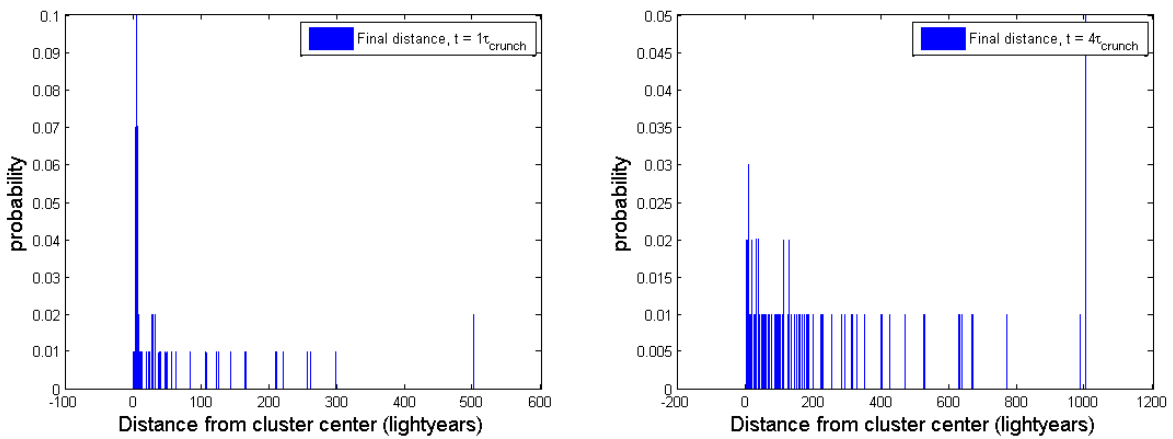 0.1
0.09
0.08
0.07
0.06
0.05
0.04
0.03
0.02
0.01
0
-100 0 100 200 300 400 500 600
probability
Distance from cluster center (lightyears)
Final distance, t = 1τcrunch
0.05
0.045
0.04
0.035
0.03
0.025
0.02
0.015
0.01
0.005
0
-200 0 200 400 600 800 1000 1200
probability
Distance from cluster center (lightyears)
Final distance, t = 4τcrunch